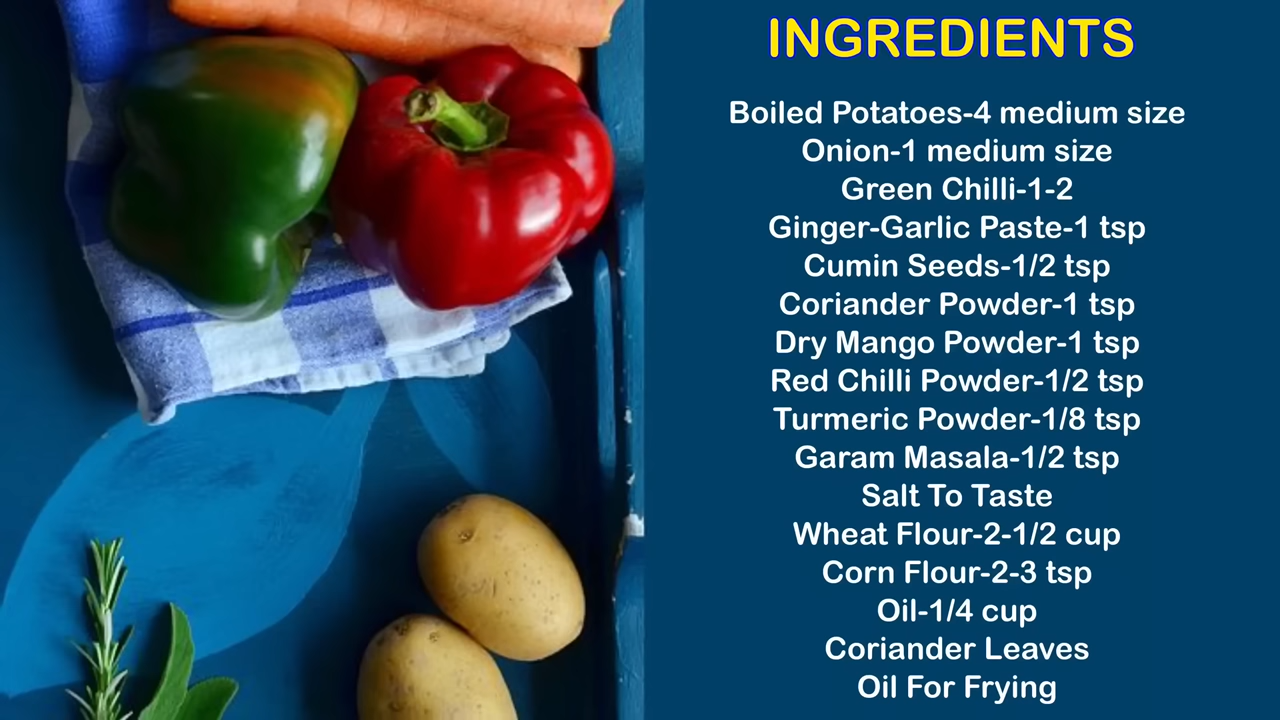 INGREDIENTS
Boiled Potatoes-4 medium size
Onion-1 medium size
Green Chilli-1-2
Ginger-Garlic Paste-1 tsp
Cumin Seeds-1/2 tsp
Coriander Powder-1 tsp
Dry Mango Powder-1 tsp
Red Chilli Powder-1/2 tsp
Turmeric Powder-1/8 tsp
Garam Masala-1/2 tsp
Salt To Taste
Wheat Flour-2-1/2 cup
Corn Flour-2-3 tsp
Oil-1/4 cup
Coriander Leaves
Oil For Frying